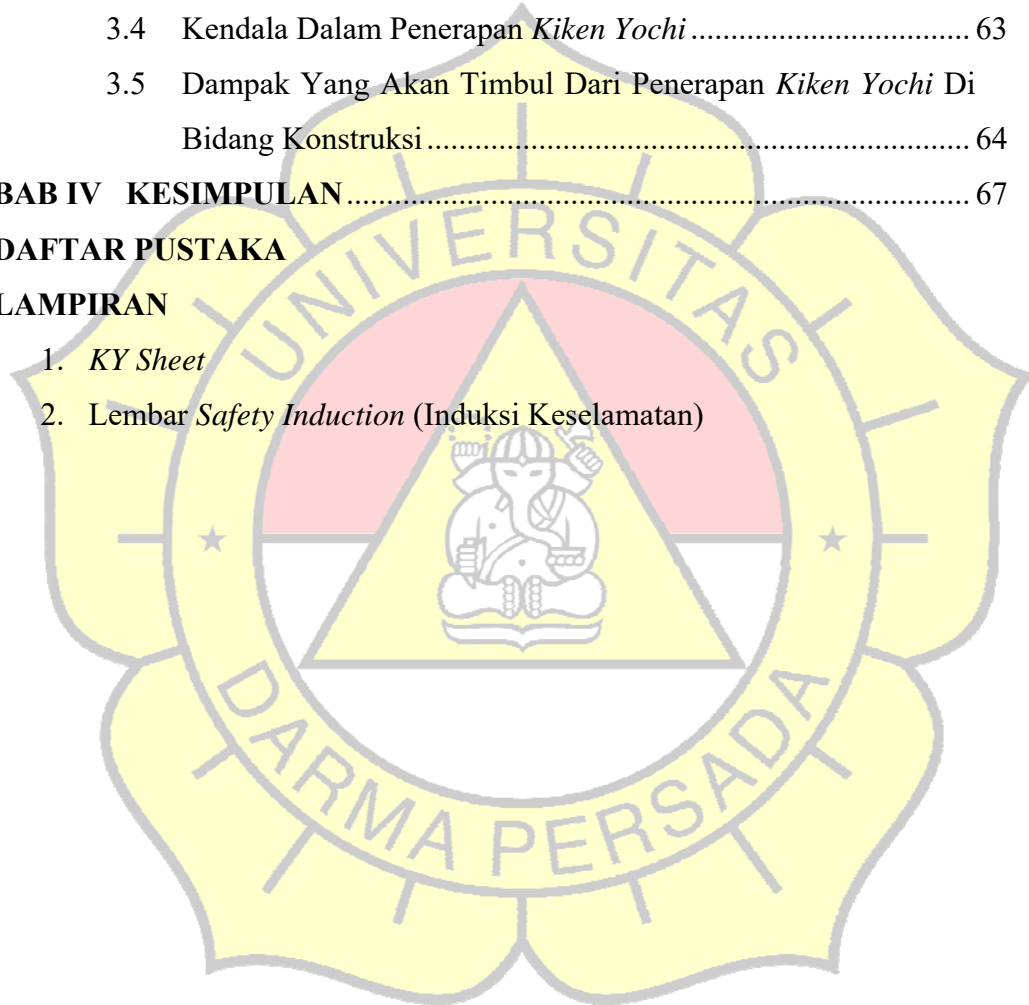 3.4 Kendala Dalam Penerapan Kiken Yochi ................................... 63
3.5 Dampak Yang Akan Timbul Dari Penerapan Kiken Yochi Di
Bidang Konstruksi .................................................................... 64
BAB IV KESIMPULAN .............................................................................. 67
DAFTAR PUSTAKA
LAMPIRAN
1. KY Sheet
2. Lembar Safety Induction (Induksi Keselamatan)
UNIVERSITAS
DARMA PERSADA